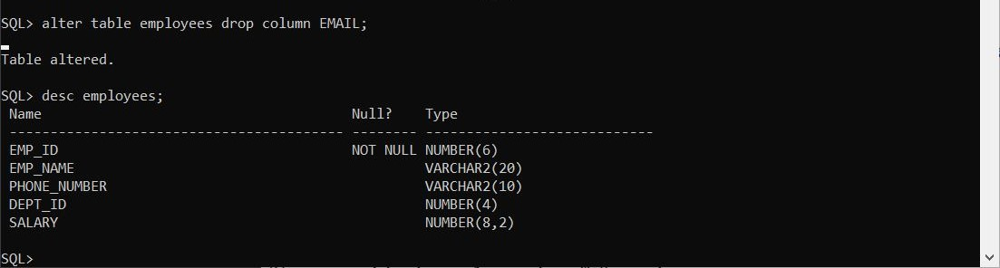 SQL> alter table employees drop column EMAIL;
Table altered.
SQL> desc employees;
Name Null? Type
----------------------------------------- -------- ----------------------------
EMP_ID NOT NULL NUMBER(6)
EMP_NAME VARCHAR2(20)
PHONE_NUMBER VARCHAR2(10)
DEPT_ID NUMBER(4)
SALARY NUMBER(8,2)
SQL>